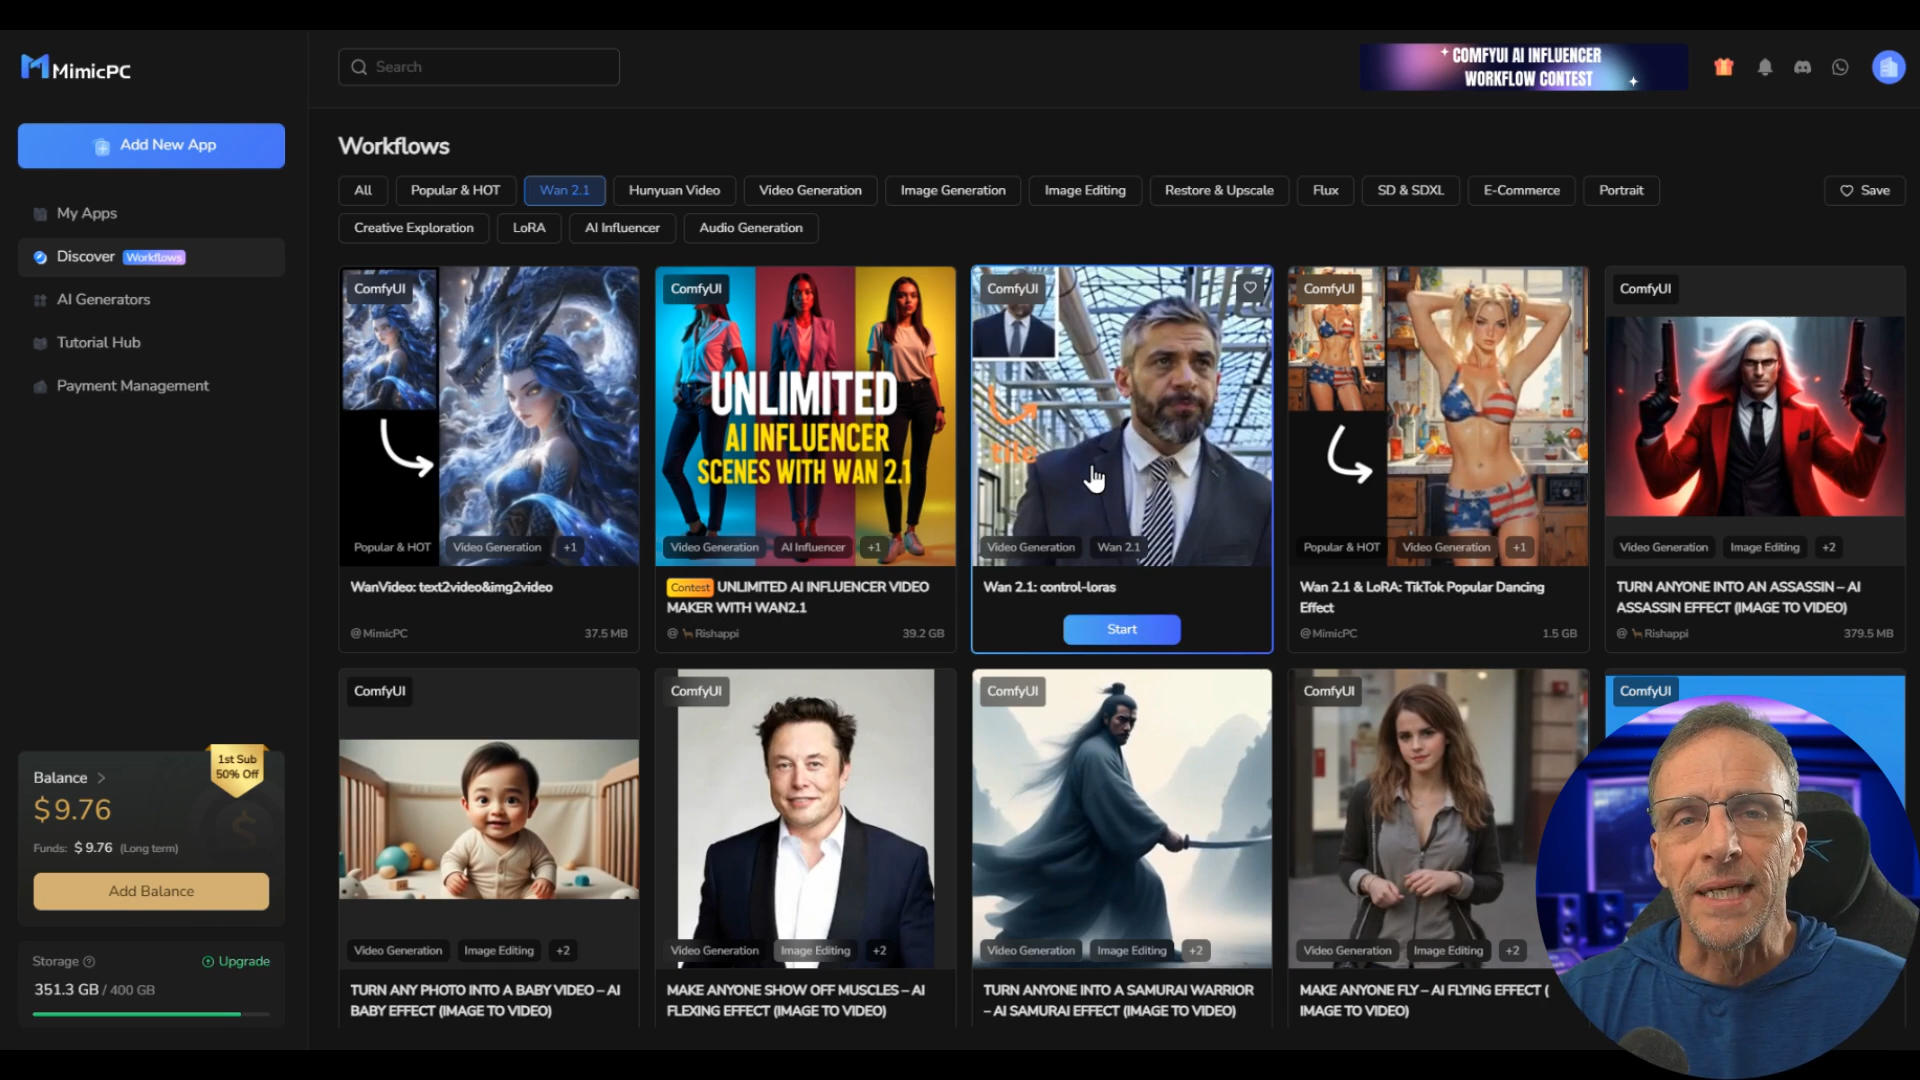 MimicPC
Search
COMFYUI AI INFLUENCER
WORKFLOW CONTEST
Add New App
My Apps
Discover Workflows
AI Generators
Tutorial Hub
Payment Management
Workflows
All
Popular & HOT
Wan 2.1
Hunyuan Video
Video Generation
Image Generation
Image Editing
Restore & Upscale
Flux
SD & SDXL
E-Commerce
Portrait
Save
Creative Exploration
LoRA
AI Influencer
Audio Generation
ComfyUI
Popular & HOT
Video Generation
+1
WanVideo: text2video&img2video
@MimicPC
37.5 MB
ComfyUI
UNLIMITED
AI INFLUENCER
SCENES WITH WAN 2.1
Video Generation
AI Influencer
+1
Contest UNLIMITED AI INFLUENCER VIDEO
MAKER WITH WAN2.1
@ Rishappi
39.2 GB
ComfyUI
tile
Video Generation
Wan 2.1
Wan 2.1: control-loras
Start
ComfyUI
Popular & HOT
Video Generation
+1
Wan 2.1 & LoRA: TikTok Popular Dancing
Effect
@MimicPC
1.5 GB
ComfyUI
Video Generation
Image Editing
+2
TURN ANYONE INTO AN ASSASSIN – AI
ASSASSIN EFFECT (IMAGE TO VIDEO)
@ Rishappi
379.5 MB
ComfyUI
Video Generation
Image Editing
+2
TURN ANY PHOTO INTO A BABY VIDEO – AI
BABY EFFECT (IMAGE TO VIDEO)
ComfyUI
Video Generation
Image Editing
+2
MAKE ANYONE SHOW OFF MUSCLES – AI
FLEXING EFFECT (IMAGE TO VIDEO)
ComfyUI
Video Generation
Image Editing
+2
TURN ANYONE INTO A SAMURAI WARRIOR
– AI SAMURAI EFFECT (IMAGE TO VIDEO)
ComfyUI
Video Generation
Image Editing
+2
MAKE ANYONE FLY – AI FLYING EFFECT (
IMAGE TO VIDEO)
ComfyUI
Balance >
1st Sub
50% Off
$9.76
Funds: $9.76 (Long term)
Add Balance
Storage
Upgrade
351.3 GB / 400 GB